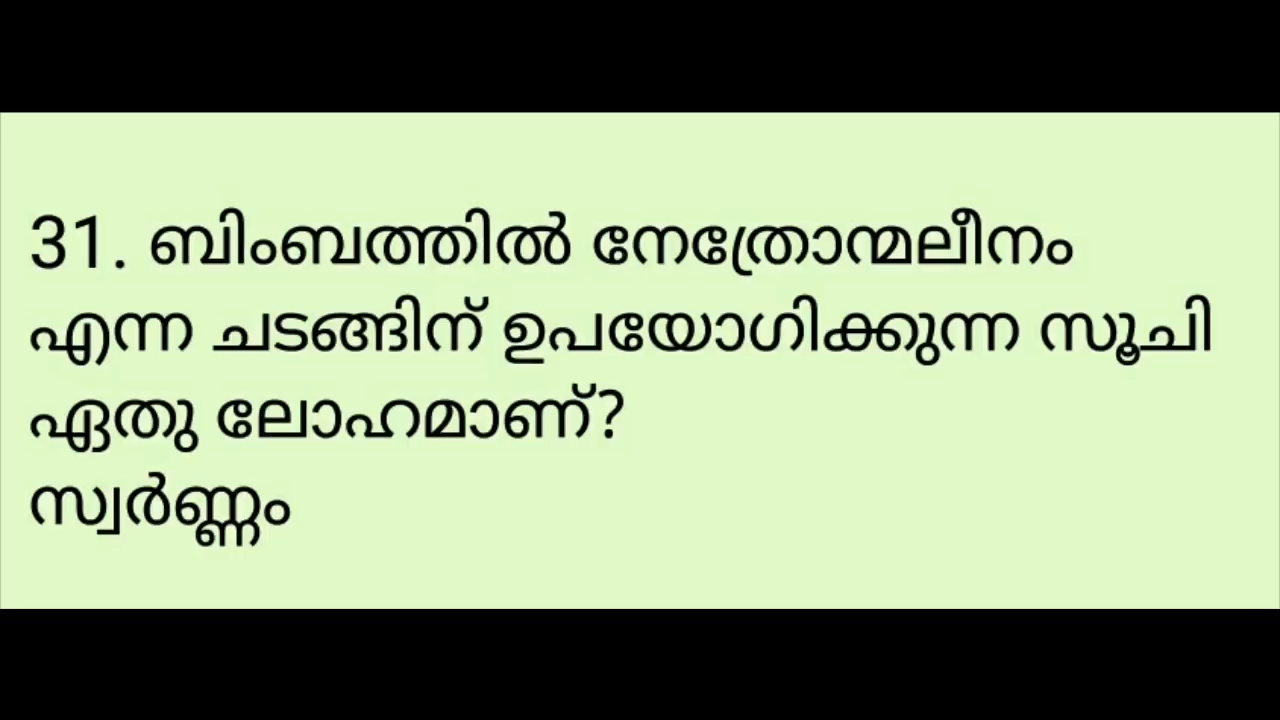 31. ബിംബത്തിൽ നേത്രോന്മലീനം
എന്ന ചടങ്ങിന് ഉപയോഗിക്കുന്ന സൂചി
ഏതു ലോഹമാണ്?
സ്വർണ്ണം